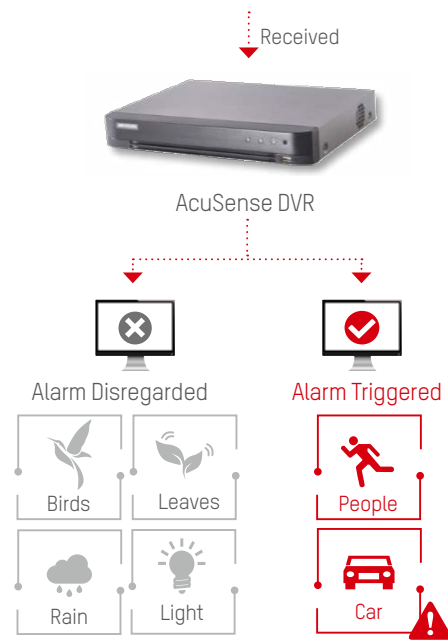 Received
AcuSense DVR
Alarm Disregarded
Alarm Triggered
Birds
Leaves
People
Rain
Light
Car